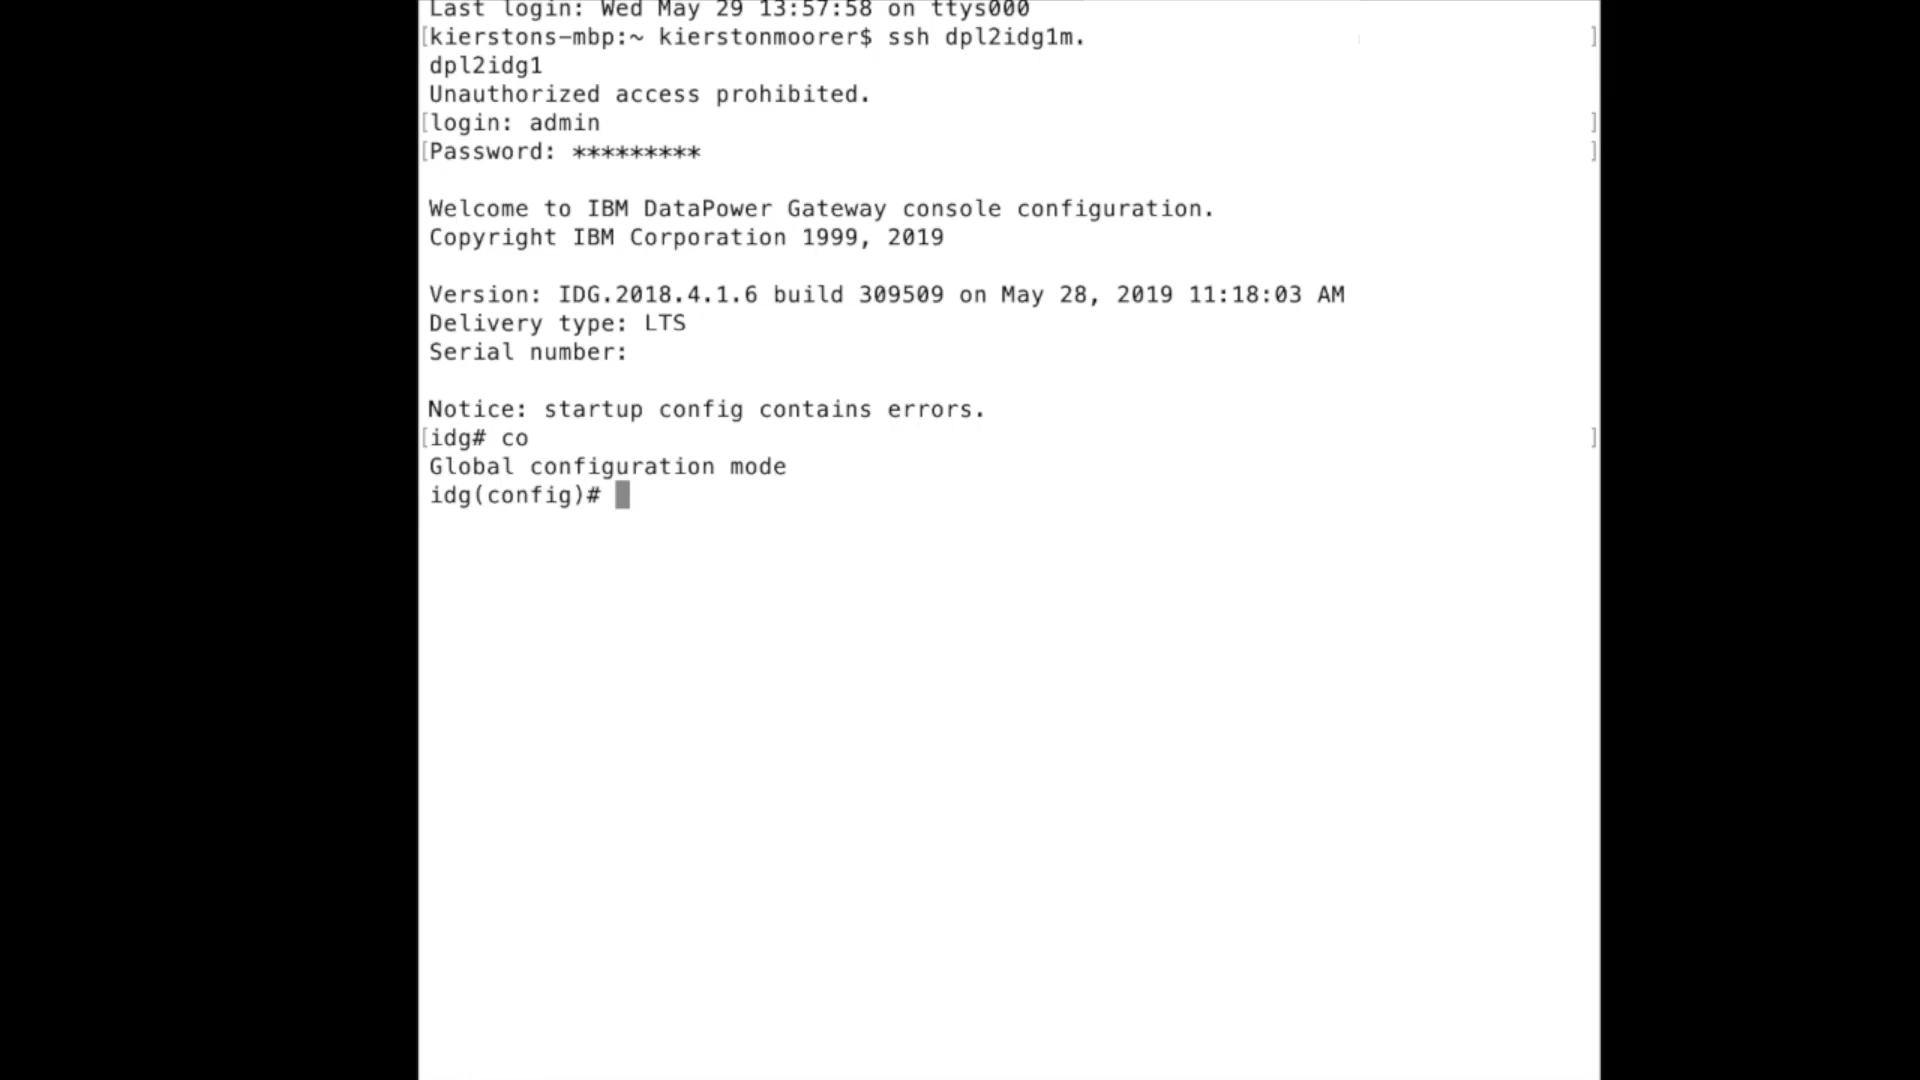 Last login: Wed May 29 13:57:58 on ttys000
[kierstons-mbp:~ kierstonmoorer$ ssh dpl2idg1m. ]
dpl2idg1
Unauthorized access prohibited.
[login: admin ]
[Password: ********* ]
Welcome to IBM DataPower Gateway console configuration.
Copyright IBM Corporation 1999, 2019
Version: IDG.2018.4.1.6 build 309509 on May 28, 2019 11:18:03 AM
Delivery type: LTS
Serial number:
Notice: startup config contains errors.
[idg# co ]
Global configuration mode
idg(config)#